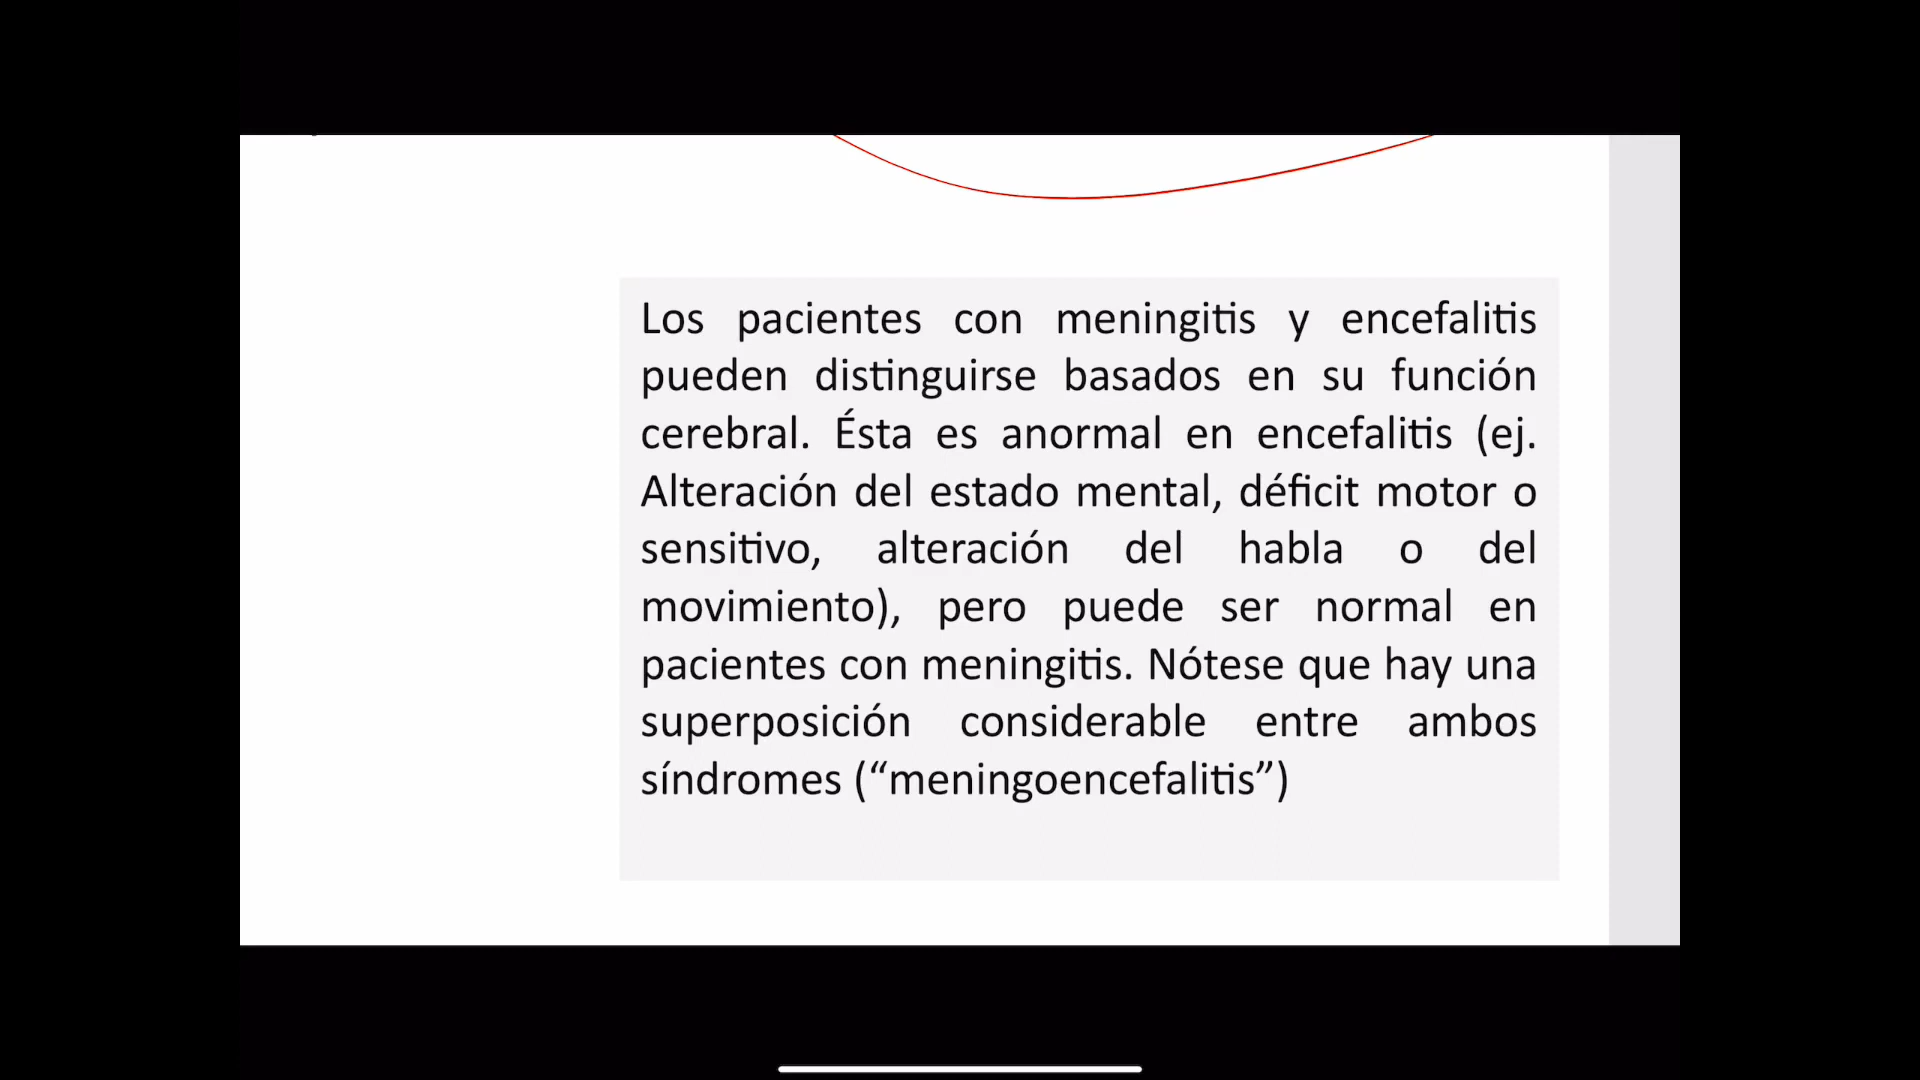 Los pacientes con meningitis y encefalitis
pueden distinguirse basados en su función
cerebral. Ésta es anormal en encefalitis (ej.
Alteración del estado mental, déficit motor o
sensitivo, alteración del habla o del
movimiento), pero puede ser normal en
pacientes con meningitis. Nótese que hay una
superposición considerable entre ambos
síndromes (“meningoencefalitis”)